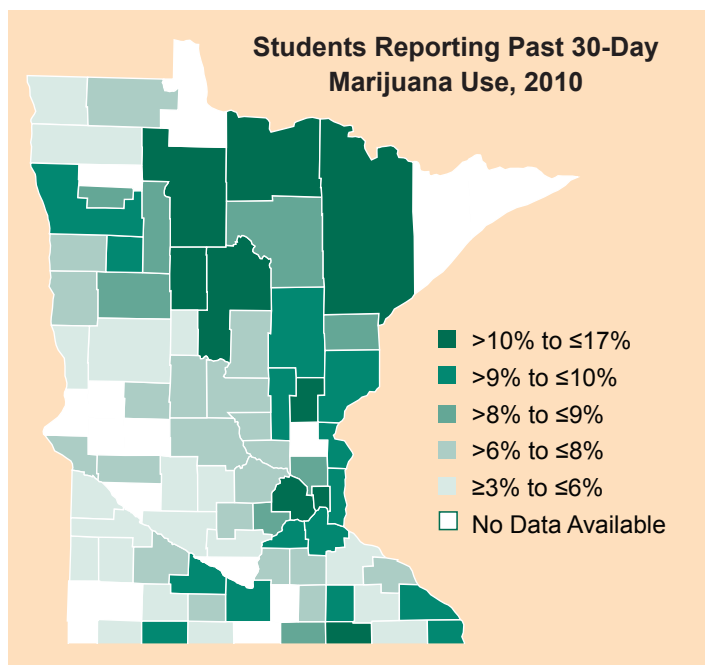 Students Reporting Past 30-Day
Marijuana Use, 2010
>10% to ≤17%
>9% to ≤10%
>8% to ≤9%
>6% to ≤8%
≥3% to ≤6%
No Data Available